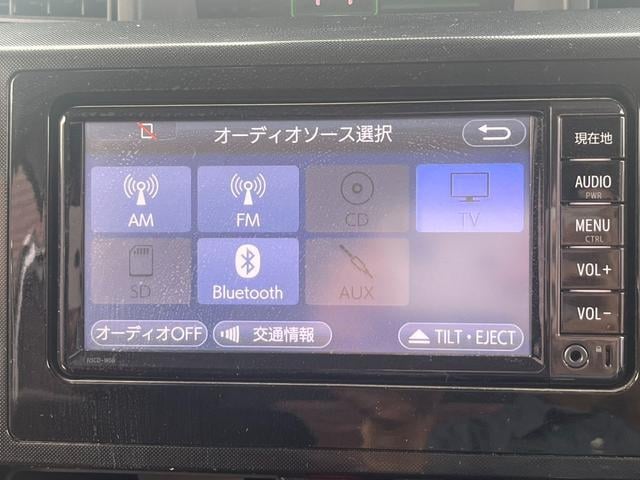 オーディオソース選択
現在地
AM
FM
CD
TV
AUDIO
PWR
SD
Bluetooth
AUX
MENU
CTRL
VOL+
オーディオOFF
交通情報
TILT・EJECT
VOL-
NSCD-W66